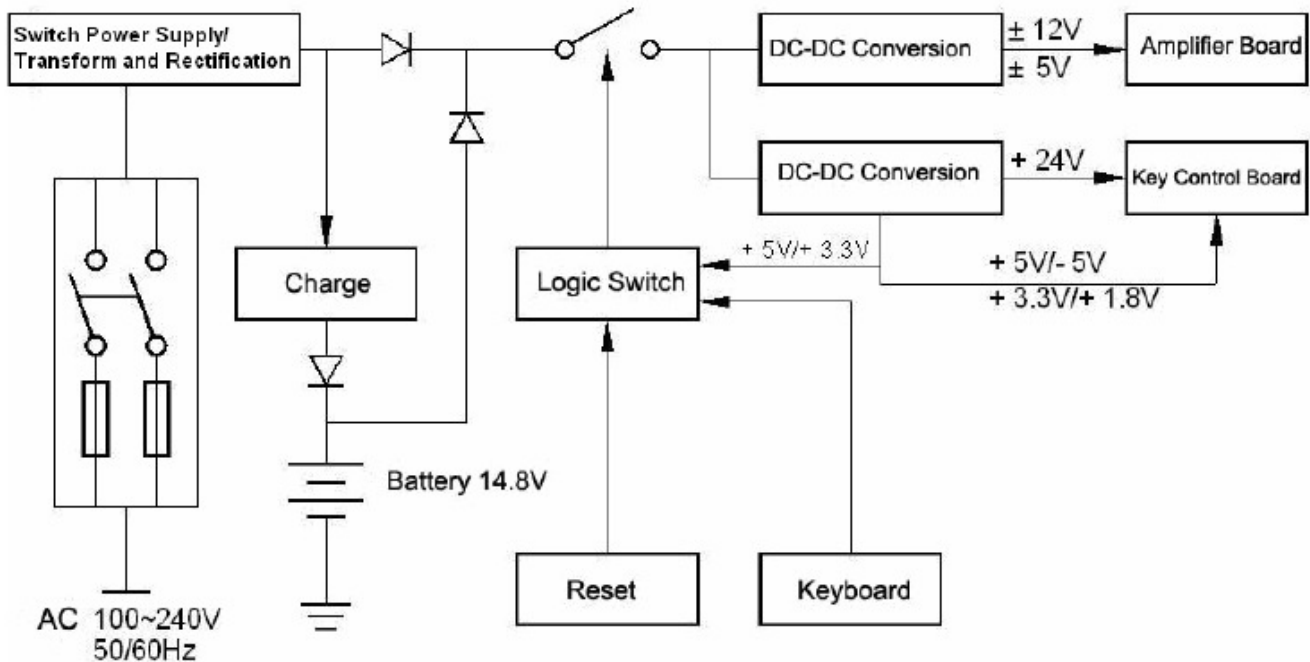 Switch Power Supply/
Transform and Rectification
DC-DC Conversion
± 12V
± 5V
Amplifier Board
DC-DC Conversion
+ 24V
Key Control Board
Charge
Logic Switch
+ 5V/+ 3.3V
+ 5V/- 5V
+ 3.3V/+ 1.8V
Battery 14.8V
Reset
Keyboard
AC 100~240V
50/60Hz